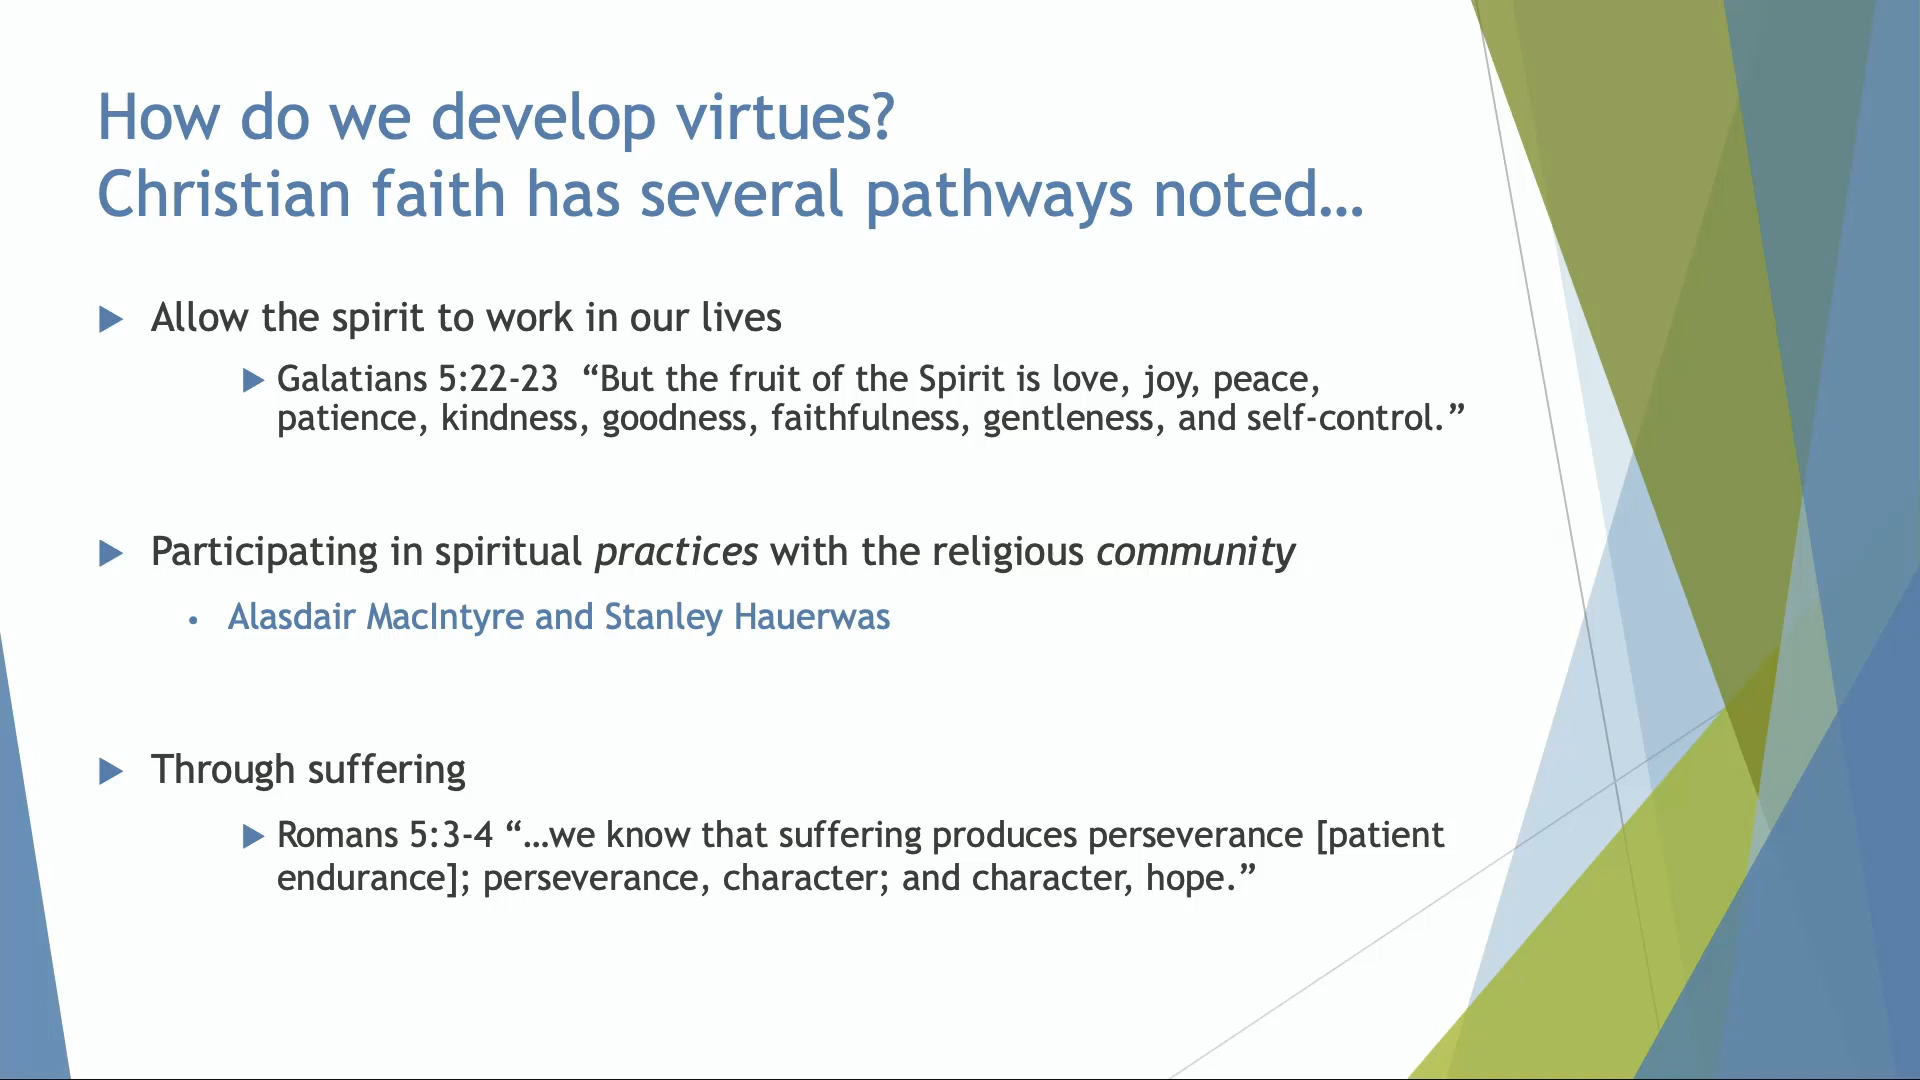 How do we develop virtues?
Christian faith has several pathways noted…
Allow the spirit to work in our lives
Galatians 5:22-23  “But the fruit of the Spirit is love, joy, peace,
patience, kindness, goodness, faithfulness, gentleness, and self-control.”
Participating in spiritual practices with the religious community
• Alasdair MacIntyre and Stanley Hauerwas
Through suffering
Romans 5:3-4 “…we know that suffering produces perseverance [patient
endurance]; perseverance, character; and character, hope.”